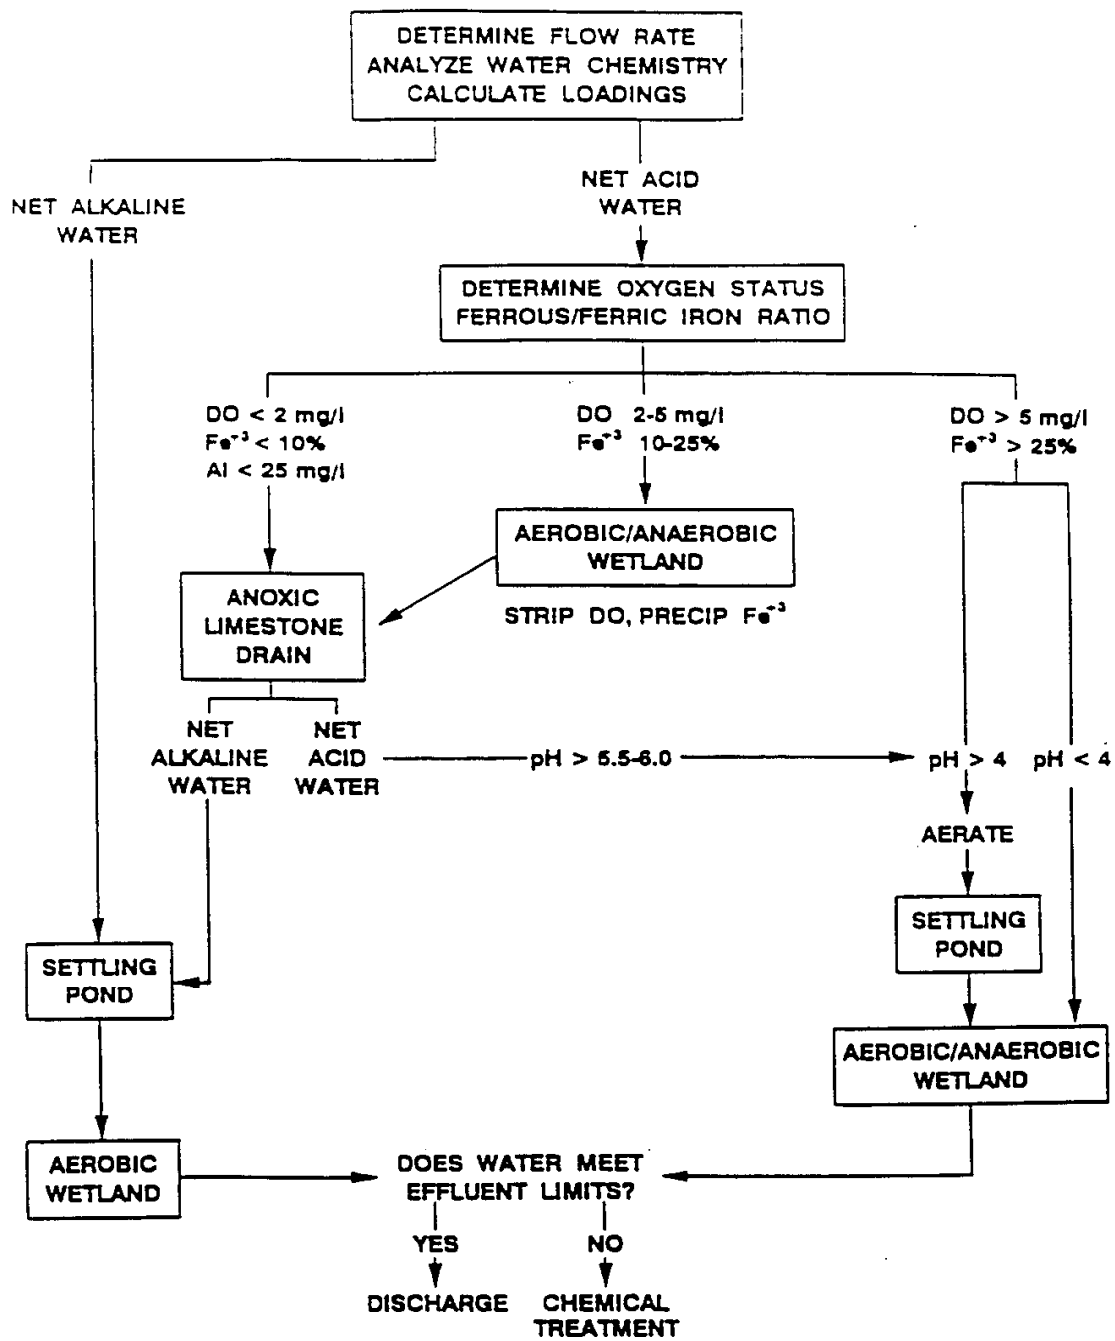 DETERMINE FLOW RATE
ANALYZE WATER CHEMISTRY
CALCULATE LOADINGS
NET ALKALINE
WATER
NET ACID
WATER
DETERMINE OXYGEN STATUS
FERROUS/FERRIC IRON RATIO
DO < 2 mg/l
Fe⁺³ < 10%
Al < 25 mg/l
DO 2-5 mg/l
Fe⁺³ 10-25%
DO > 5 mg/l
Fe⁺³ > 25%
AEROBIC/ANAEROBIC
WETLAND
STRIP DO, PRECIP Fe⁺³
ANOXIC
LIMESTONE
DRAIN
NET
ALKALINE
WATER
NET
ACID
WATER
pH > 5.5-6.0
pH > 4
pH < 4
AERATE
SETTLING
POND
AEROBIC/ANAEROBIC
WETLAND
SETTLING
POND
AEROBIC
WETLAND
DOES WATER MEET
EFFLUENT LIMITS?
YES
NO
DISCHARGE
CHEMICAL
TREATMENT